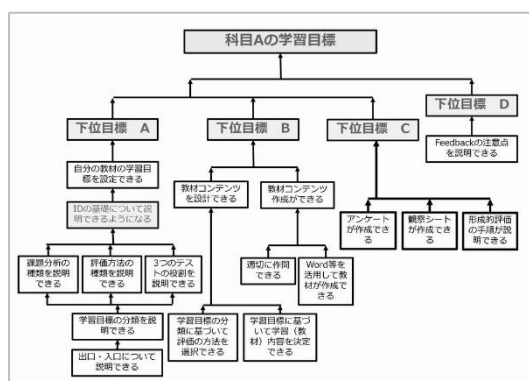 科目Aの学習目標
下位目標　D
下位目標　A
下位目標　B
下位目標　C
Feedbackの注意点
を説明できる
自分の教材の学習目
標を設定できる
教材コンテンツ
を設計できる
教材コンテンツ
作成ができる
IDの基礎について説
明できるようになる
アンケートが作成で
きる
観察シートが作成で
きる
形成的評価
の手順が説
明できる
課題分析の
種類を説明
できる
評価方法の
種類を説明
できる
3つのテス
トの役割を
説明できる
適切に作問
できる
Word等を
活用して教
材が作成で
きる
学習目標の分類を説
明できる
学習目標の分
類に基づいて
評価の方法を
選択できる
学習目標に基
づいて学習（教
材）内容を決定
できる
出口・入口について
説明できる